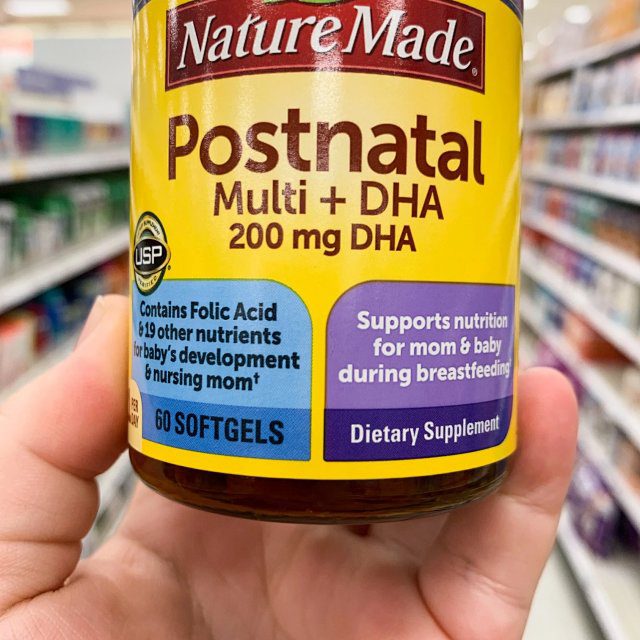 Nature Made®
Postnatal
Multi + DHA
200 mg DHA
USP
Contains Folic Acid
& 19 other nutrients
for baby's development
& nursing mom†
60 SOFTGELS
Supports nutrition
for mom & baby
during breastfeeding†
Dietary Supplement
PER